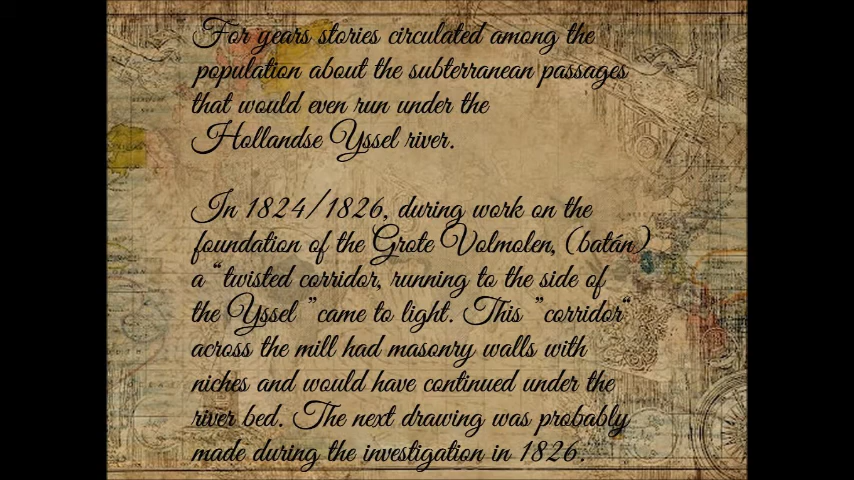 For years stories circulated among the
population about the subterranean passages
that would even run under the
Hollandse Yssel river.
In 1824/1826, during work on the
foundation of the Grote Volmolen, (batán)
a “twisted corridor, running to the side of
the Yssel ”came to light. This ”corridor“
across the mill had masonry walls with
niches and would have continued under the
river bed. The next drawing was probably
made during the investigation in 1826.